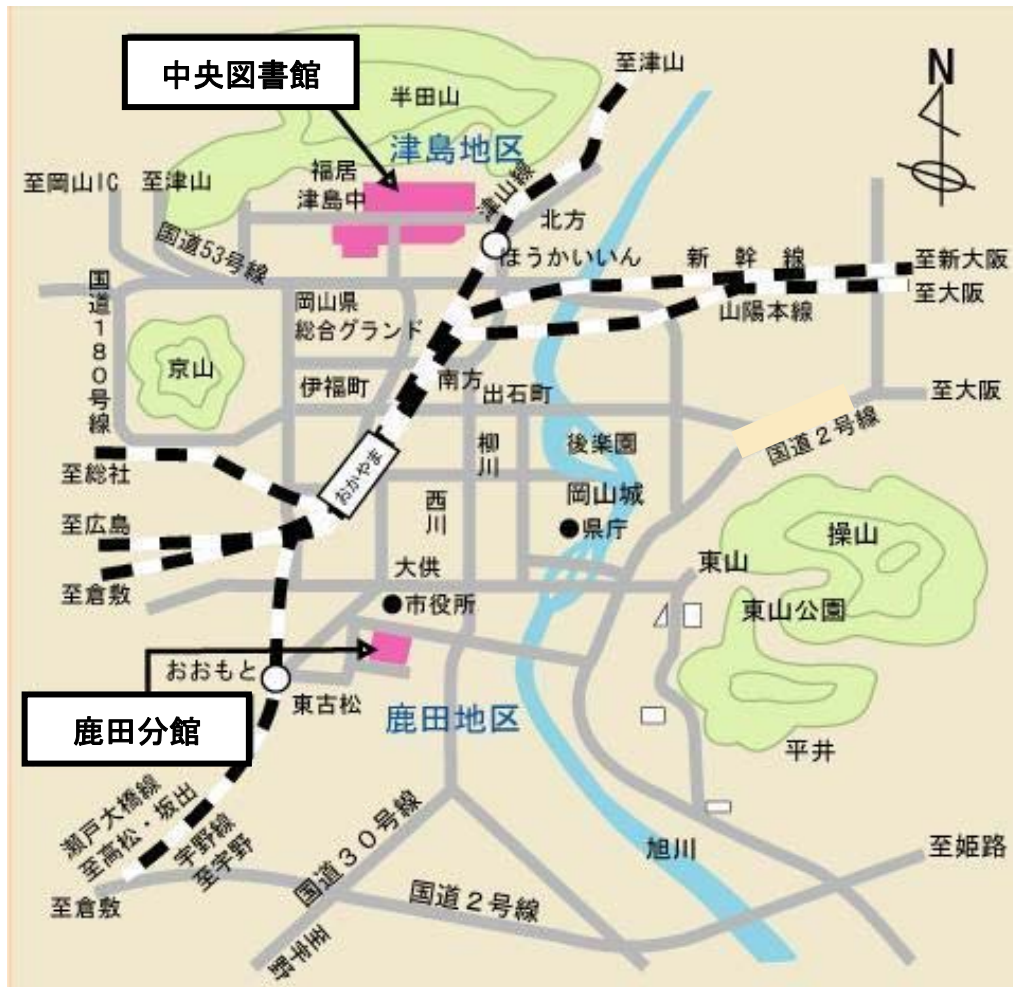 中央図書館
至津山
N
半田山
津島地区
福居
津島中
至岡山IC
至津山
津山線
北方
国道53号線
ほうかいいん
新幹線
至新大阪
至大阪
山陽本線
国道180号線
岡山県
総合グランド
京山
伊福町
南方
出石町
至大阪
国道2号線
柳川
後楽園
おかやま
至総社
西川
岡山城
●県庁
至広島
操山
大供
東山
至倉敷
●市役所
東山公園
おおもと
東古松
鹿田地区
鹿田分館
平井
瀬戸大橋線
至高松・坂出
宇野線
至宇野
国道30号線
旭川
至姫路
至倉敷
国道2号線
至宇野